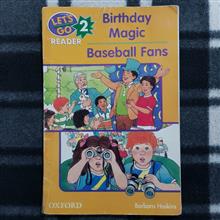 LET'S
GO 2
READER
Birthday
Magic
Baseball Fans
Barbara Hoskins
OXFORD